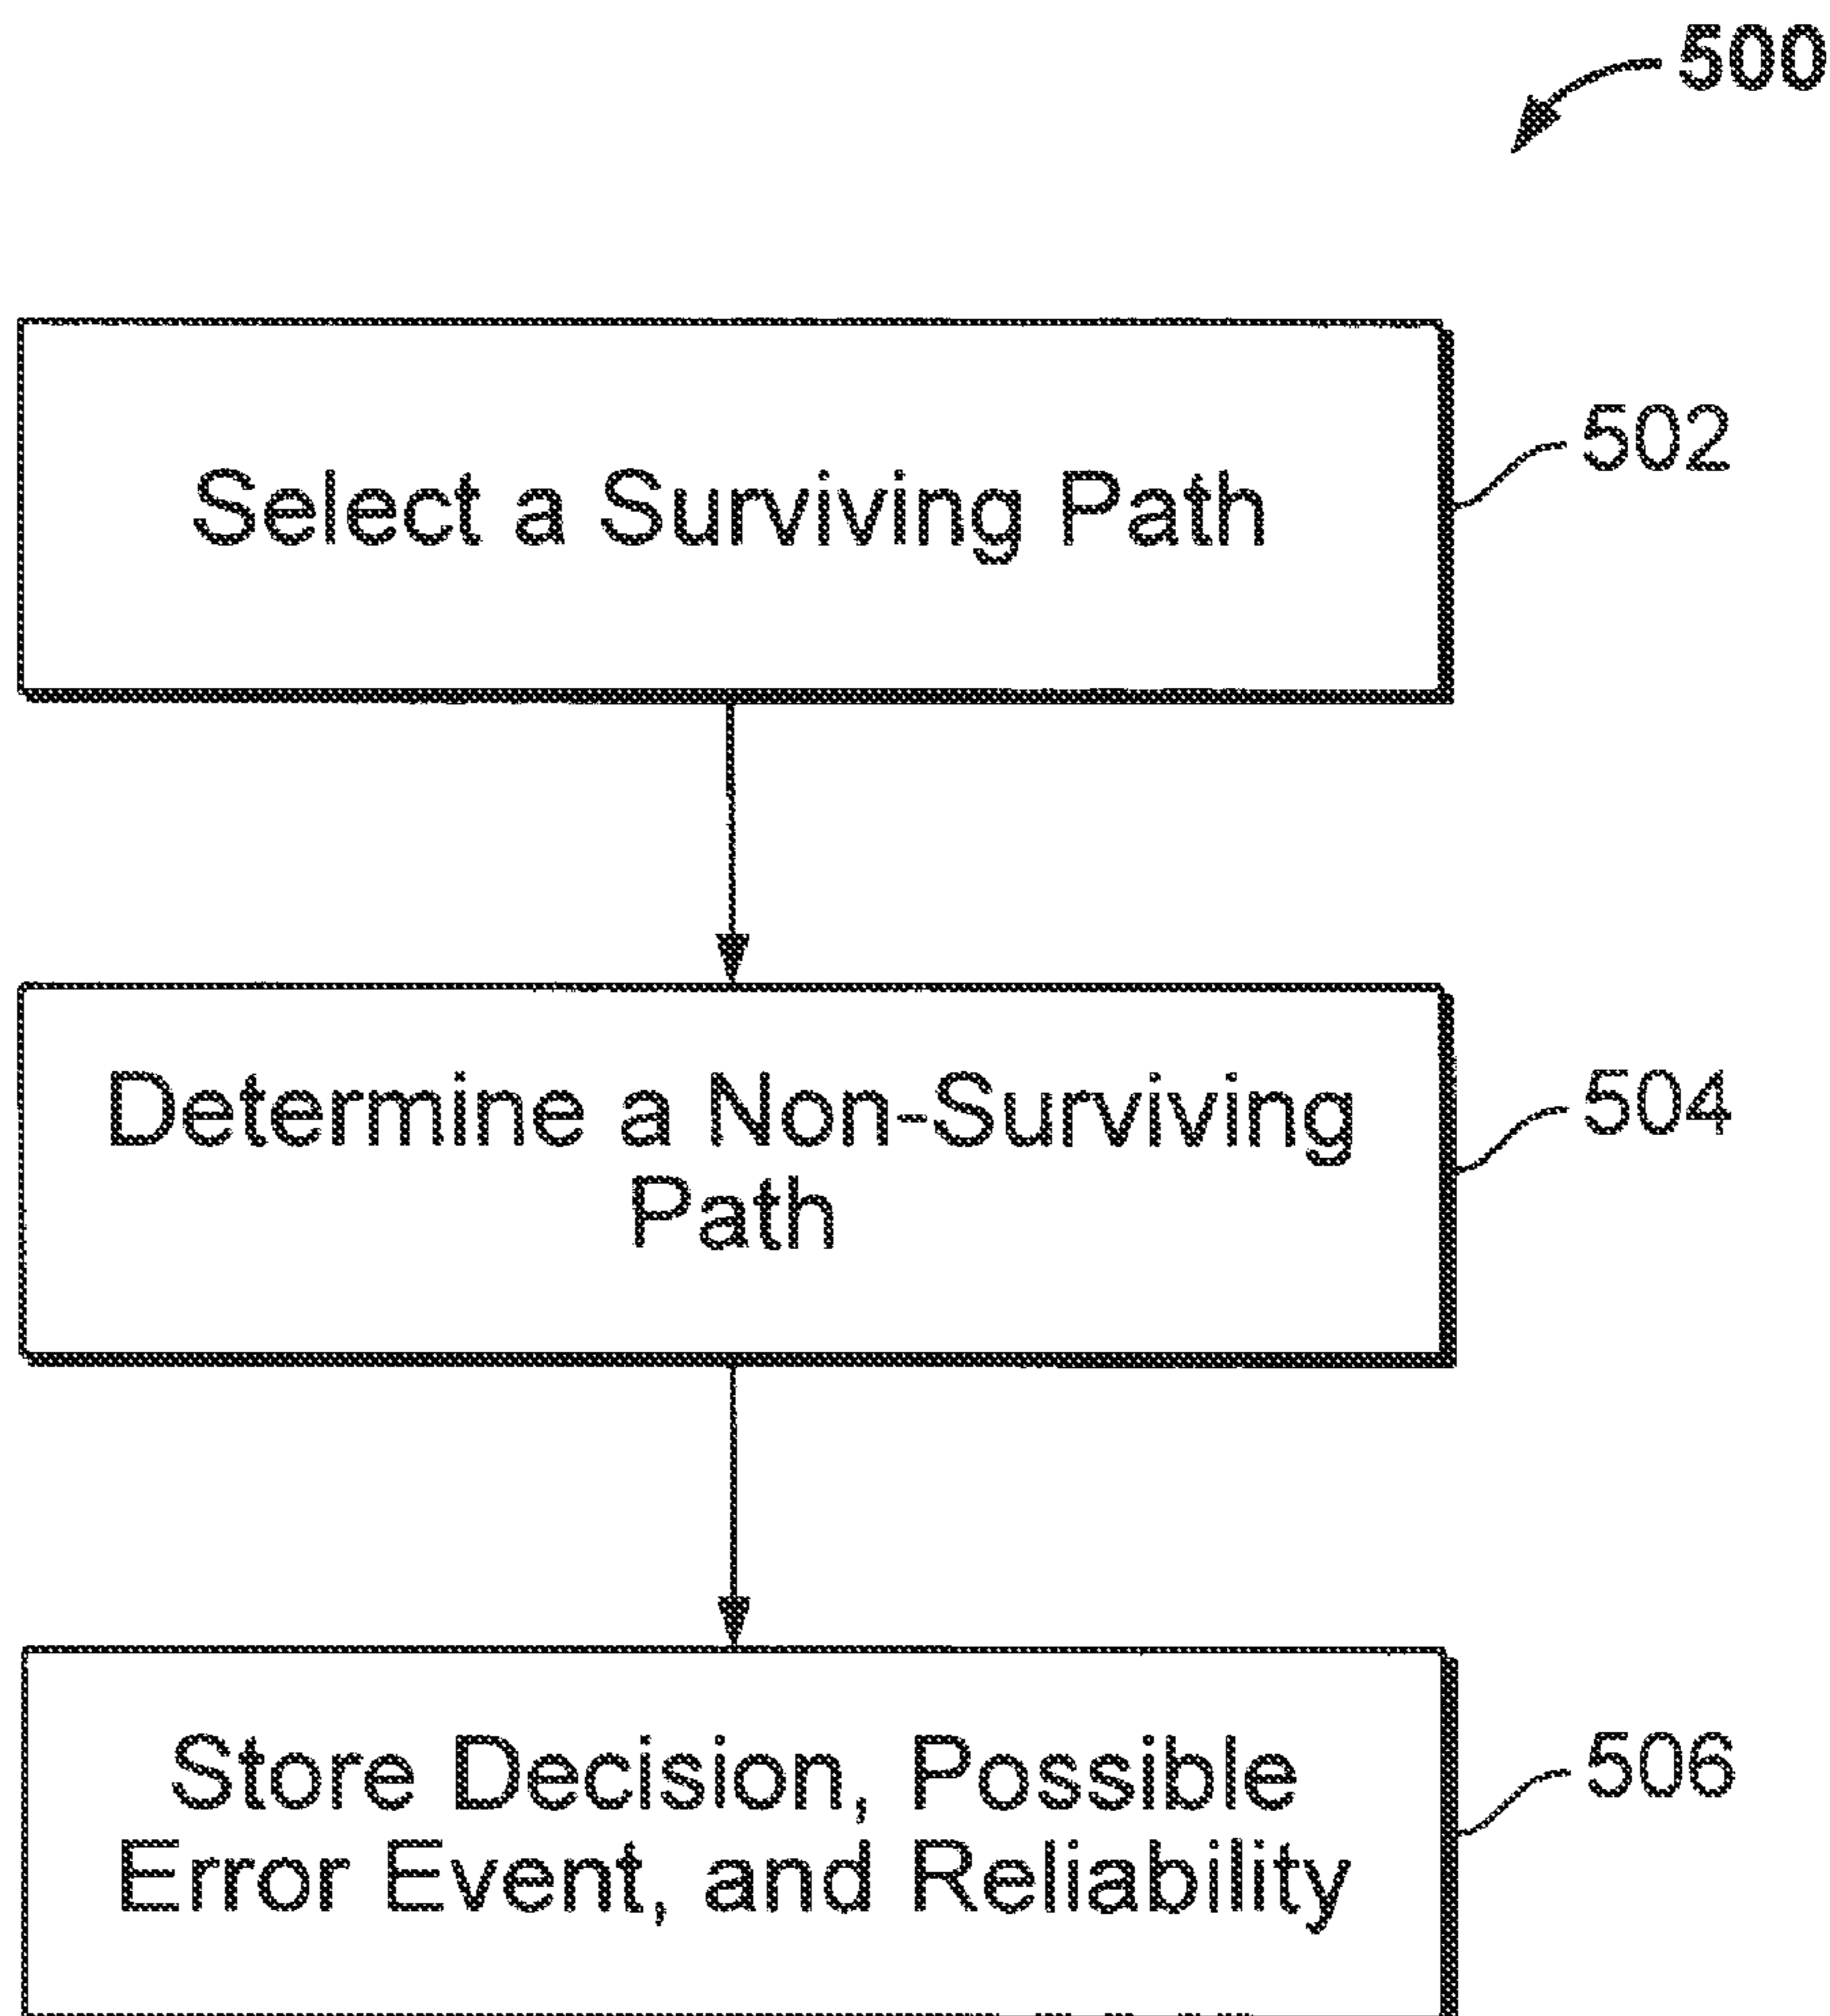 500
Select a Surviving Path
502
Determine a Non-Surviving
Path
504
Store Decision, Possible
Error Event, and Reliability
506